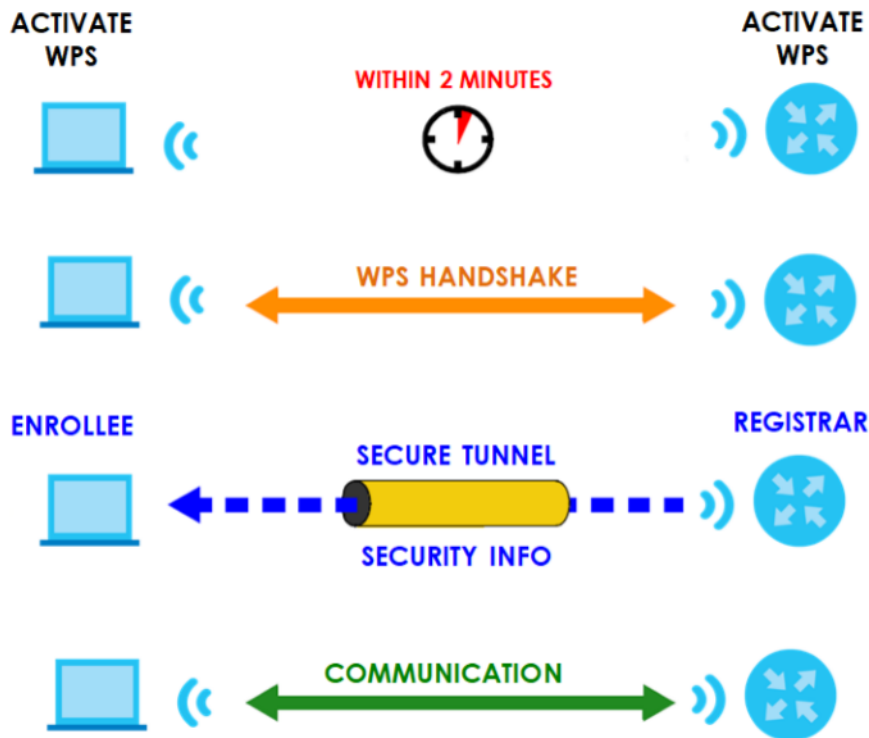 ACTIVATE
WPS
WITHIN 2 MINUTES
ACTIVATE
WPS
WPS HANDSHAKE
ENROLLEE
SECURE TUNNEL
REGISTRAR
SECURITY INFO
COMMUNICATION